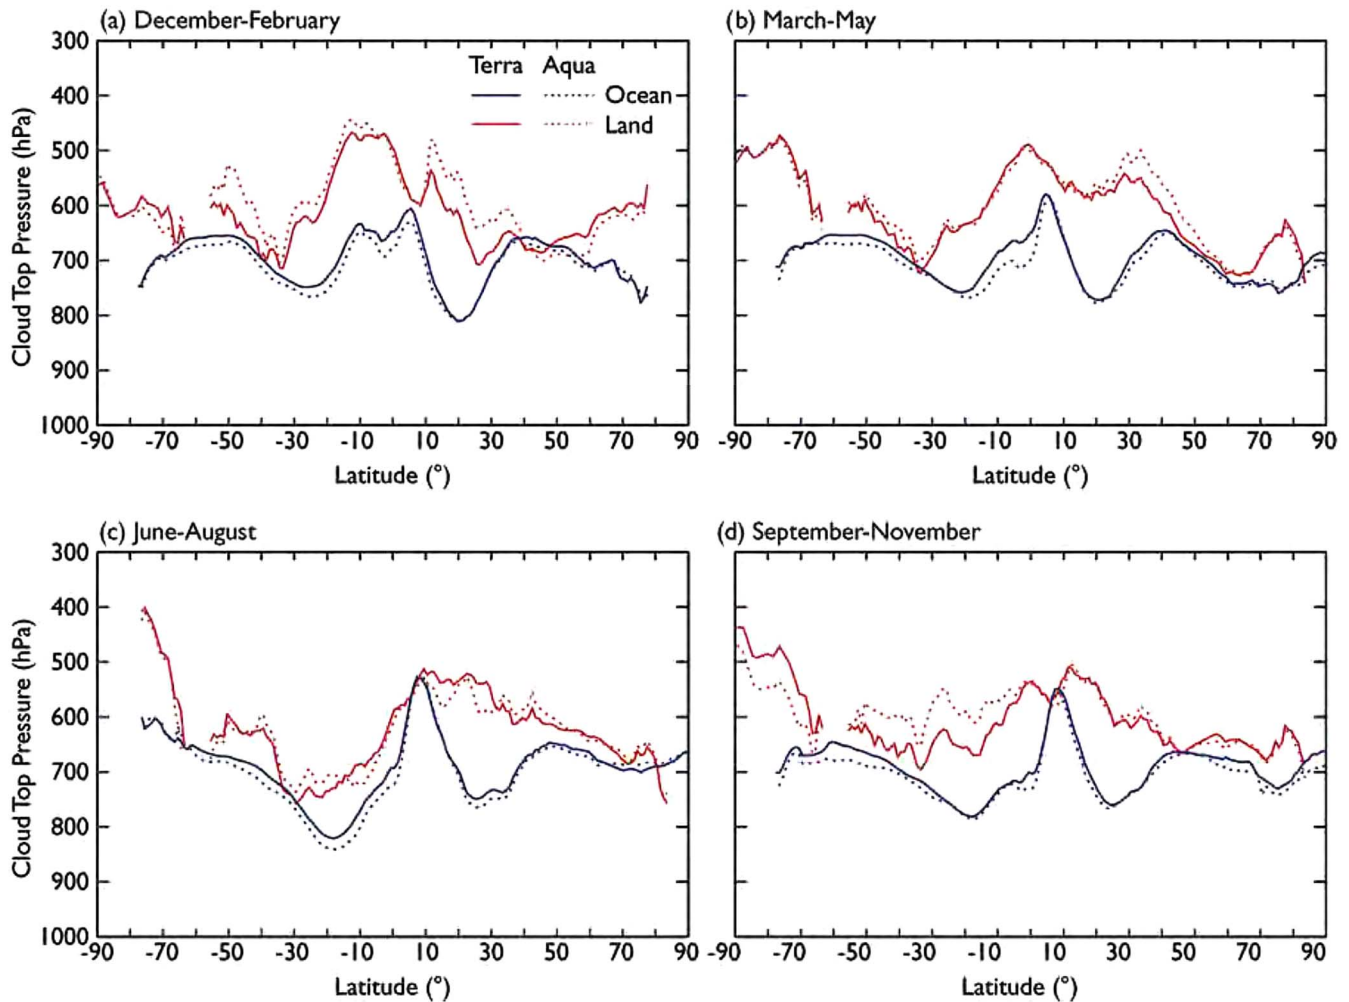 (a) December-February
(b) March-May
300
400
500
600
700
800
900
1000
Cloud Top Pressure (hPa)
Terra Aqua
Ocean
Land
-90 -70 -50 -30 -10 10 30 50 70 90
-90 -70 -50 -30 -10 10 30 50 70 90
Latitude (°)
Latitude (°)
(c) June-August
(d) September-November
300
400
500
600
700
800
900
1000
Cloud Top Pressure (hPa)
-90 -70 -50 -30 -10 10 30 50 70 90
-90 -70 -50 -30 -10 10 30 50 70 90
Latitude (°)
Latitude (°)